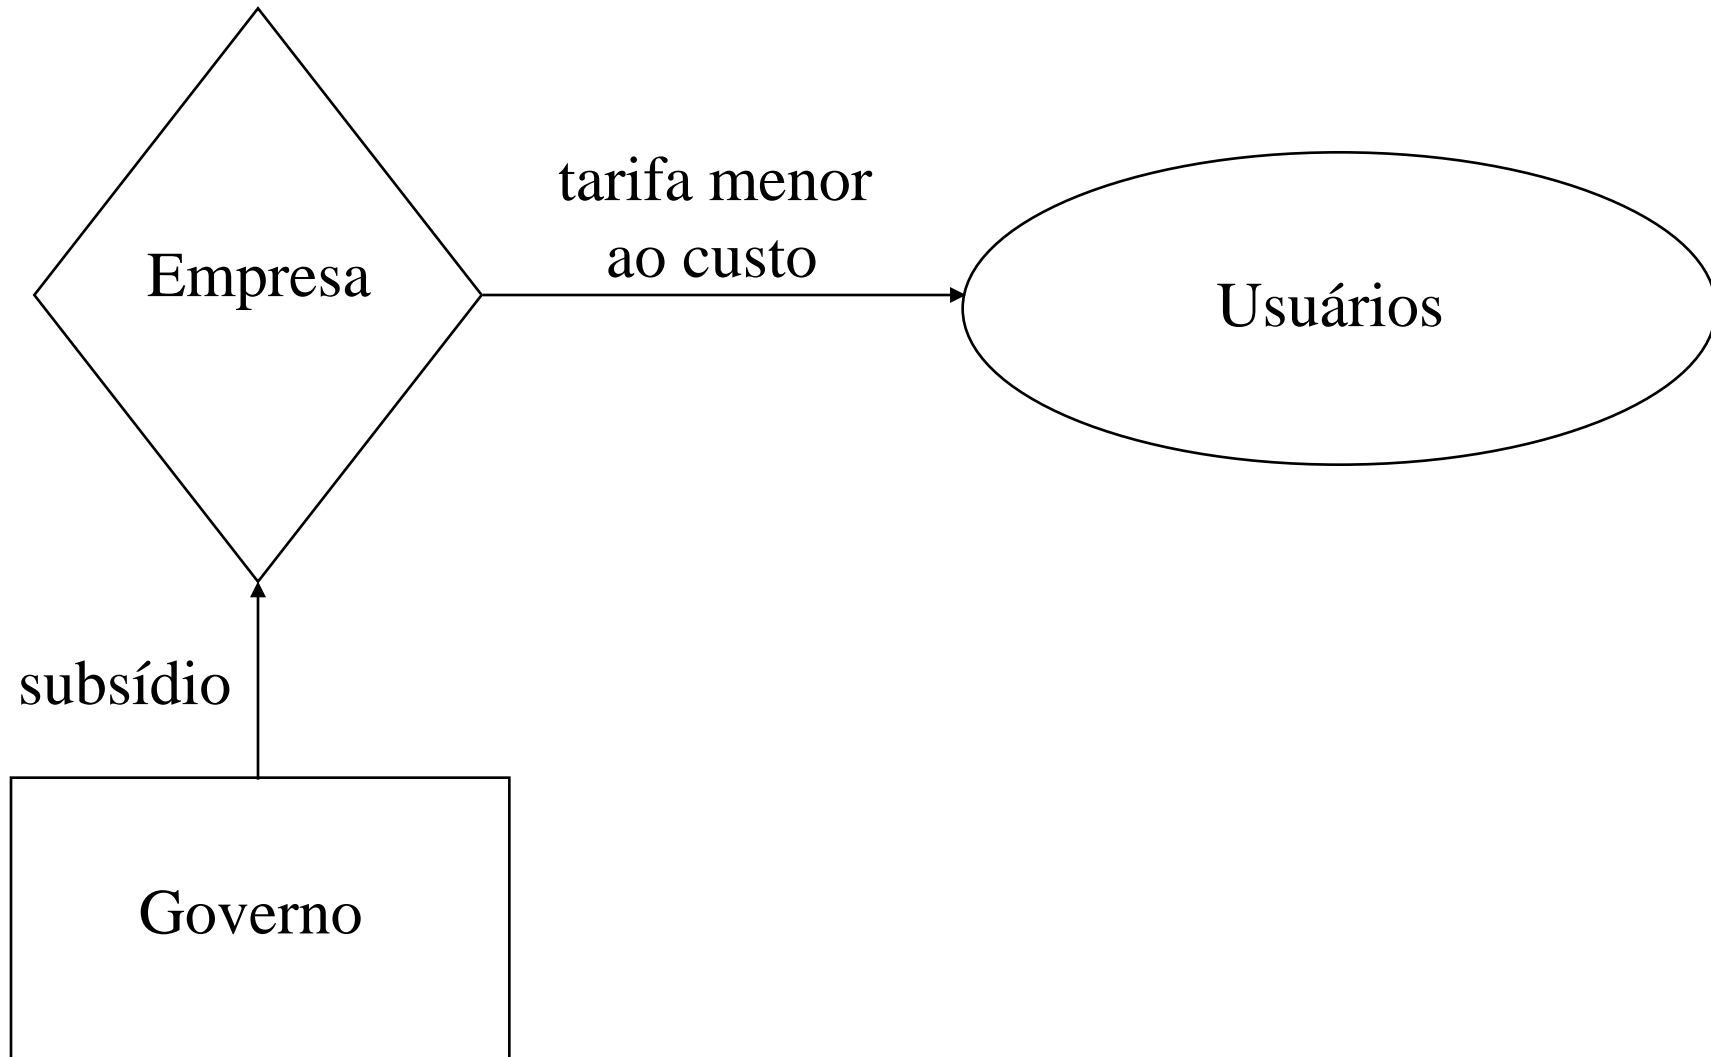 tarifa menor
ao custo
Empresa
Usuários
subsídio
Governo